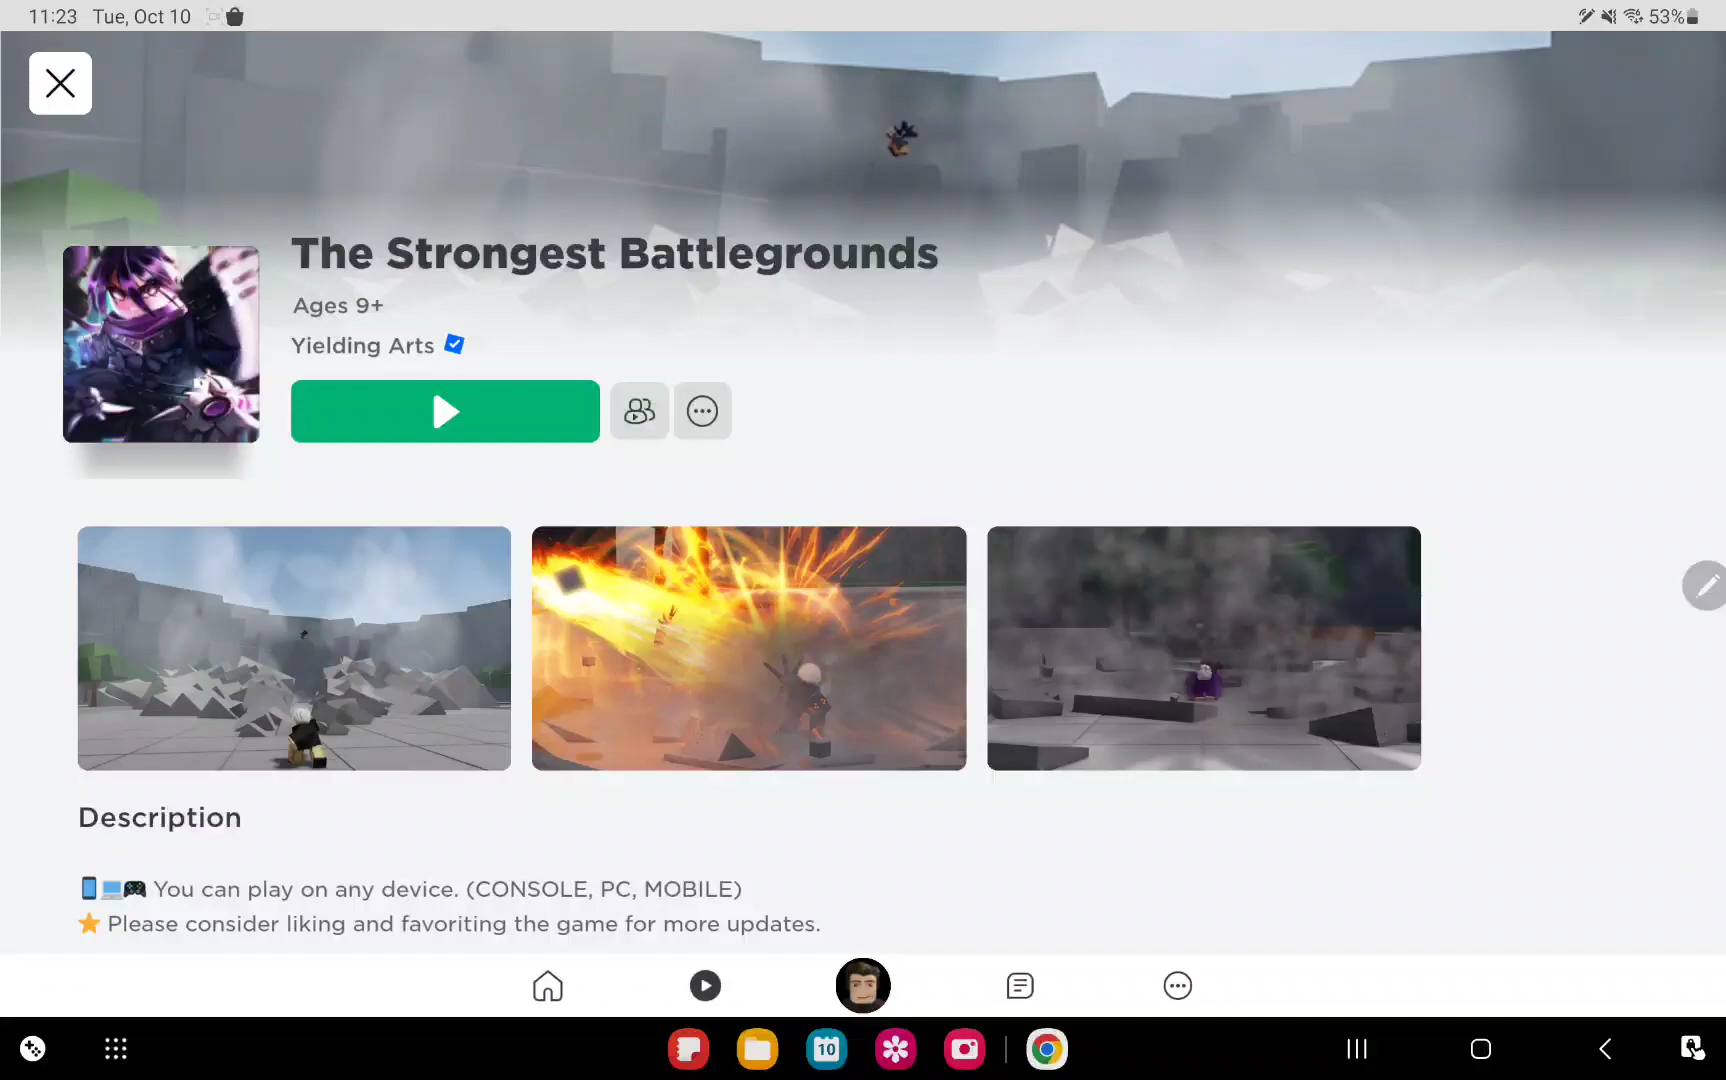 11:23 Tue, Oct 10
53%
The Strongest Battlegrounds
Ages 9+
Yielding Arts
Description
You can play on any device. (CONSOLE, PC, MOBILE)
Please consider liking and favoriting the game for more updates.
10